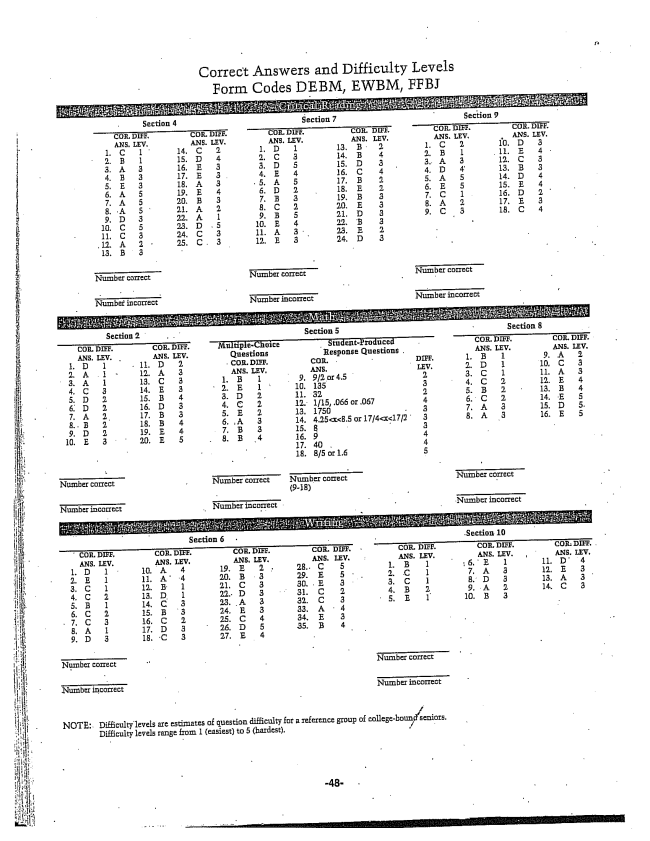 Correct Answers and Difficulty Levels
Form Codes DEBM, EWBM, FFBJ
Critical Reading
Section 4
COR. DIFF.
ANS. LEV.
1. C 1
2. B 1
3. A 3
4. B 3
5. E 3
6. A 5
7. A 5
8. A 5
9. D 3
10. C 5
11. C 3
12. A 2
13. B 3
COR. DIFF.
ANS. LEV.
14. C 2
15. D 4
16. E 3
17. E 3
18. A 3
19. E 4
20. B 3
21. A 2
22. A 1
23. D 5
24. C 3
25. C 3
Number correct
Number incorrect
Section 7
COR. DIFF.
ANS. LEV.
1. D 1
2. C 3
3. D 5
4. E 4
5. A 5
6. D 2
7. B 3
8. C 2
9. B 5
10. E 4
11. A 3
12. E 3
COR. DIFF.
ANS. LEV.
13. B 2
14. B 4
15. D 3
16. C 4
17. B 2
18. E 2
19. B 3
20. E 3
21. D 3
22. B 3
23. E 2
24. D 3
Number correct
Number incorrect
Section 9
COR. DIFF.
ANS. LEV.
1. C 2
2. B 1
3. A 3
4. D 4
5. A 5
6. E 5
7. C 1
8. A 2
9. C 3
COR. DIFF.
ANS. LEV.
10. D 3
11. E 4
12. C 3
13. B 3
14. D 4
15. E 4
16. D 2
17. E 3
18. C 4
Number correct
Number incorrect
Math
Section 2
COR. DIFF.
ANS. LEV.
1. D 1
2. A 1
3. A 1
4. C 3
5. D 2
6. D 2
7. A 2
8. B 2
9. D 2
10. E 3
COR. DIFF.
ANS. LEV.
11. D 2
12. A 3
13. C 3
14. E 3
15. B 4
16. D 3
17. B 3
18. B 4
19. E 4
20. E 5
Number correct
Number incorrect
Section 5
Multiple-Choice
Questions
COR. DIFF.
ANS. LEV.
1. B 1
2. E 1
3. D 2
4. C 2
5. E 2
6. A 3
7. B 3
8. B 4
Number correct
Number incorrect
Student-Produced
Response Questions
COR. DIFF.
ANS. LEV.
9. 9/2 or 4.5 2
10. 135 3
11. 32 2
12. 1/15, .066 or .067 4
13. 1750 3
14. 4.25<x<8.5 or 17/4<x<17/2 3
15. 8 3
16. 9 4
17. 40 4
18. 8/5 or 1.6 5
Number correct
(9-18)
Section 8
COR. DIFF.
ANS. LEV.
1. B 1
2. D 1
3. C 1
4. C 2
5. B 2
6. C 2
7. A 3
8. A 3
COR. DIFF.
ANS. LEV.
9. A 2
10. C 3
11. A 3
12. E 4
13. B 4
14. E 5
15. D 5
16. E 5
Number correct
Number incorrect
Writing
Section 6
COR. DIFF.
ANS. LEV.
1. D 1
2. E 1
3. C 1
4. C 2
5. B 1
6. C 2
7. C 3
8. A 1
9. D 3
COR. DIFF.
ANS. LEV.
10. A 4
11. A 4
12. B 1
13. D 1
14. C 3
15. B 3
16. C 2
17. D 3
18. C 3
COR. DIFF.
ANS. LEV.
19. E 2
20. B 3
21. C 3
22. D 3
23. A 3
24. E 3
25. C 4
26. D 5
27. E 4
COR. DIFF.
ANS. LEV.
28. C 5
29. E 5
30. E 3
31. C 2
32. C 3
33. A 4
34. E 3
35. B 4
Number correct
Number incorrect
Section 10
COR. DIFF.
ANS. LEV.
1. B 1
2. C 1
3. C 1
4. B 2
5. E 1
COR. DIFF.
ANS. LEV.
6. E 1
7. A 3
8. D 3
9. A 2
10. B 3
COR. DIFF.
ANS. LEV.
11. D 4
12. E 3
13. A 3
14. C 3
Number correct
Number incorrect
NOTE: Difficulty levels are estimates of question difficulty for a reference group of college-bound seniors.
Difficulty levels range from 1 (easiest) to 5 (hardest).
-48-